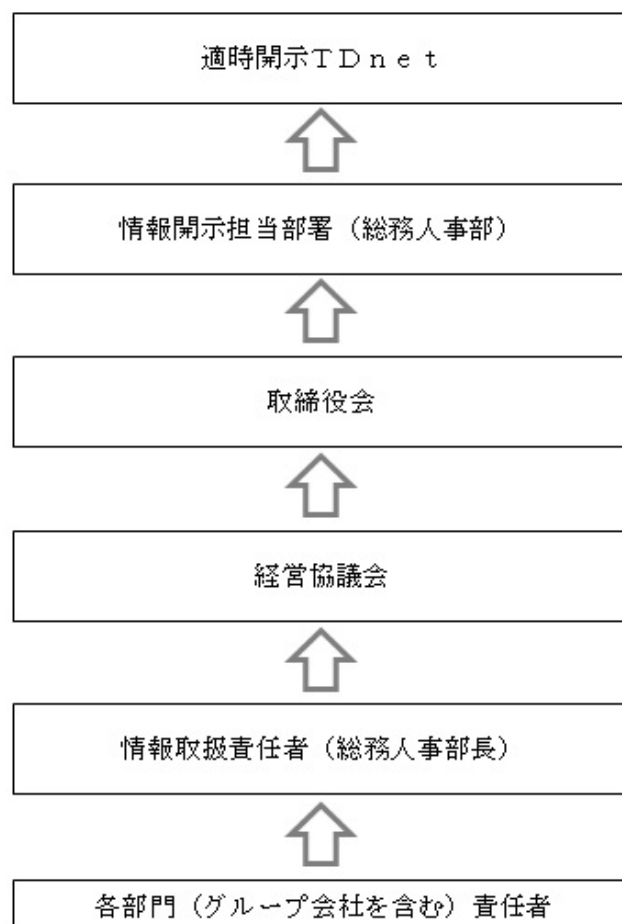 適時開示ＴＤｎｅｔ
情報開示担当部署（総務人事部）
取締役会
経営協議会
情報取扱責任者（総務人事部長）
各部門（グループ会社を含む）責任者